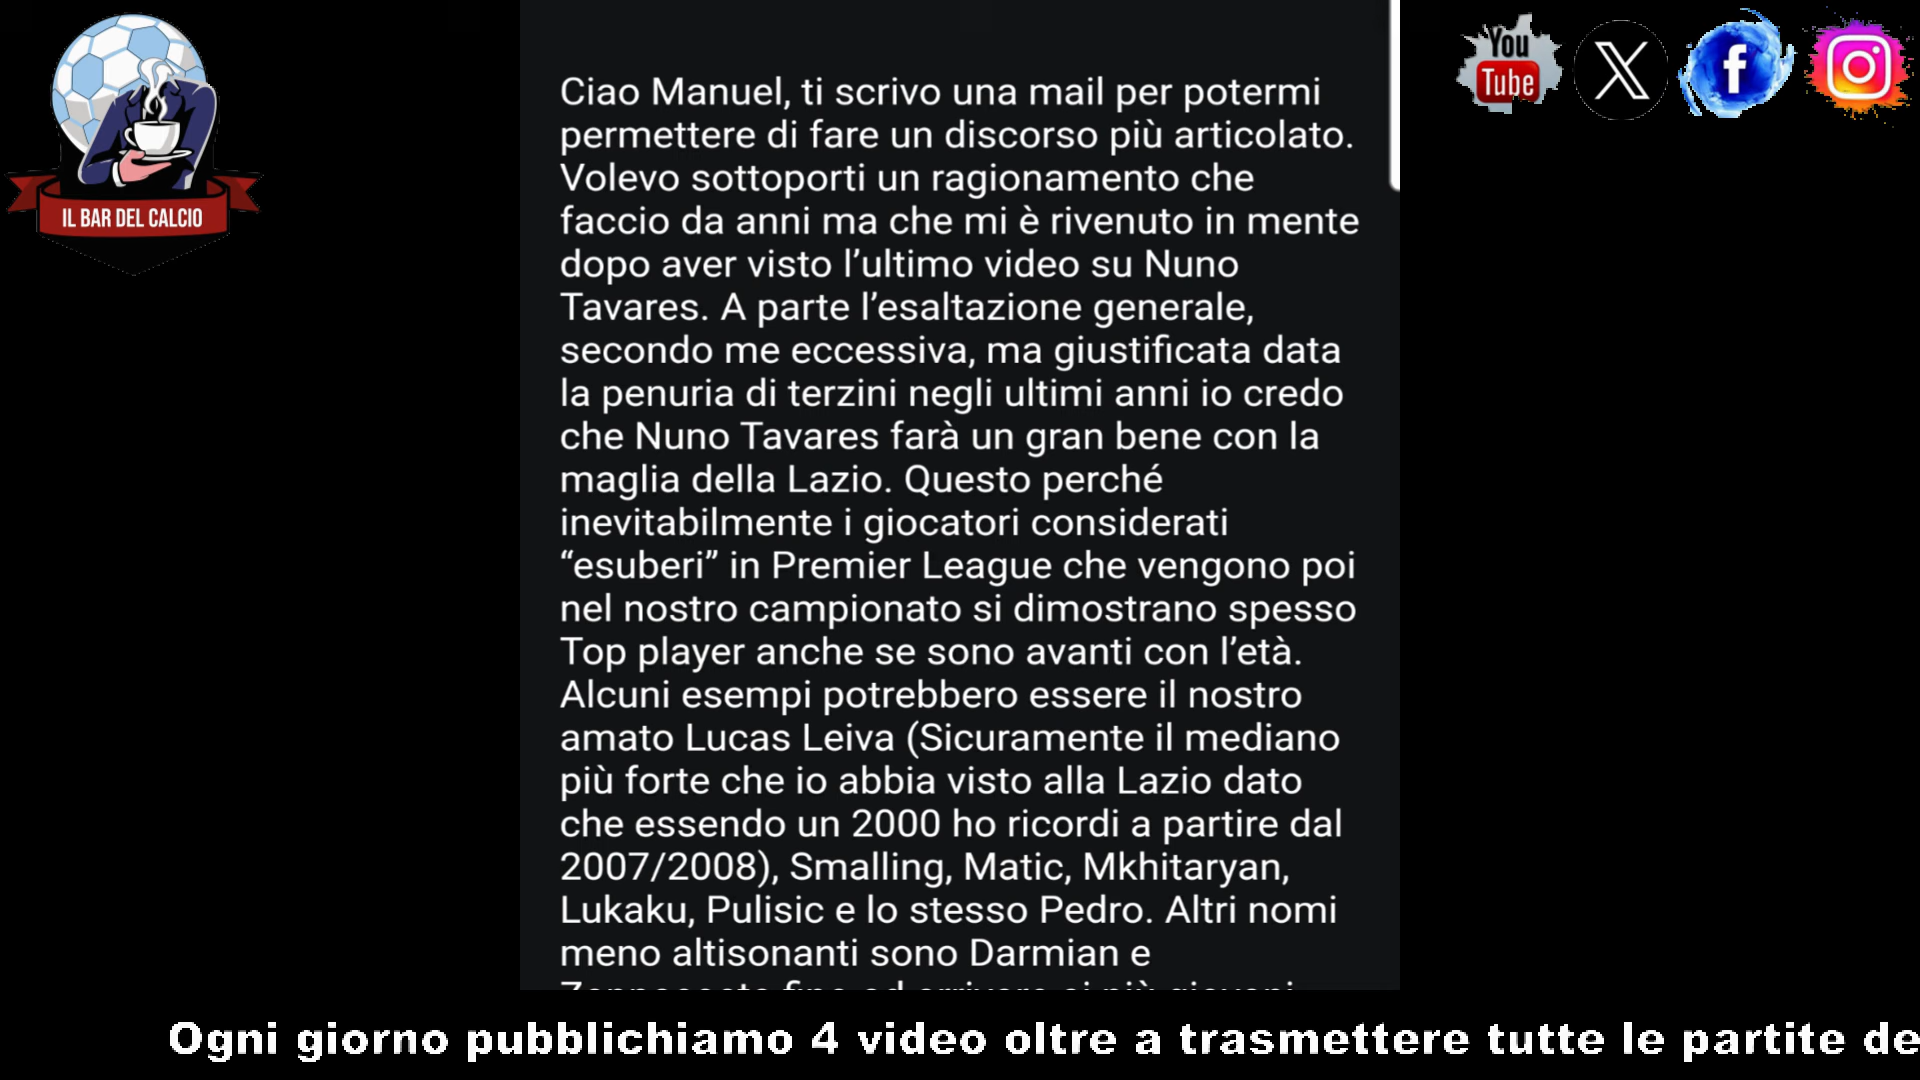 Ciao Manuel, ti scrivo una mail per potermi
permettere di fare un discorso più articolato.
Volevo sottoporti un ragionamento che
faccio da anni ma che mi è rivenuto in mente
dopo aver visto l’ultimo video su Nuno
Tavares. A parte l’esaltazione generale,
secondo me eccessiva, ma giustificata data
la penuria di terzini negli ultimi anni io credo
che Nuno Tavares farà un gran bene con la
maglia della Lazio. Questo perché
inevitabilmente i giocatori considerati
“esuberi” in Premier League che vengono poi
nel nostro campionato si dimostrano spesso
Top player anche se sono avanti con l’età.
Alcuni esempi potrebbero essere il nostro
amato Lucas Leiva (Sicuramente il mediano
più forte che io abbia visto alla Lazio dato
che essendo un 2000 ho ricordi a partire dal
2007/2008), Smalling, Matic, Mkhitaryan,
Lukaku, Pulisic e lo stesso Pedro. Altri nomi
meno altisonanti sono Darmian e
IL BAR DEL CALCIO
You
Tube
Ogni giorno pubblichiamo 4 video oltre a trasmettere tutte le partite de